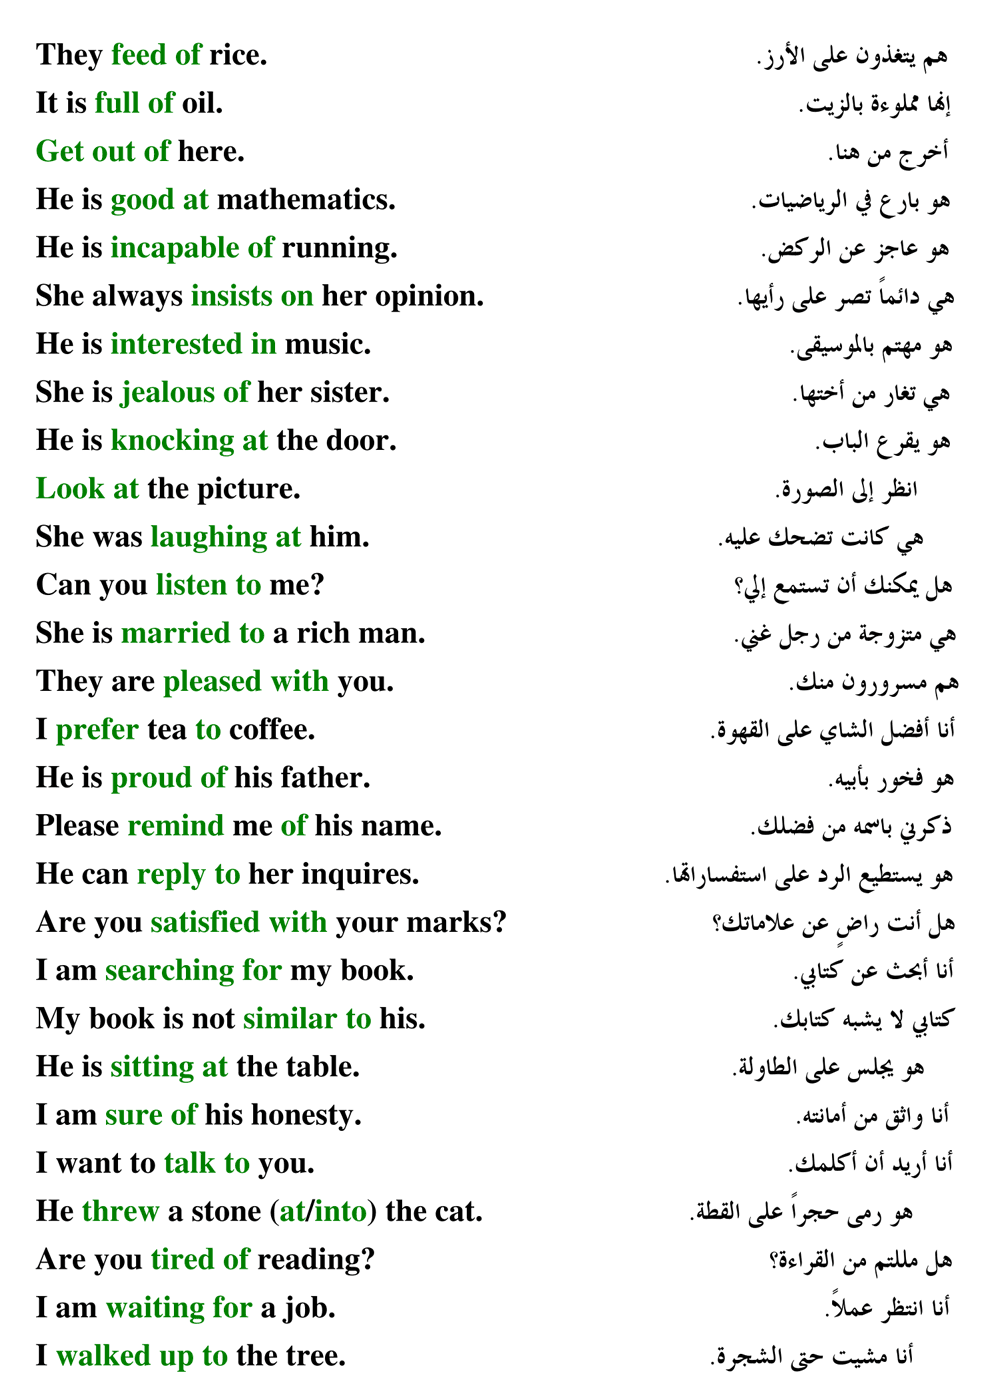 They feed of rice. هم يتغذون على الأرز.
It is full of oil. إنها مملوءة بالزيت.
Get out of here. أخرج من هنا.
He is good at mathematics. هو بارع في الرياضيات.
He is incapable of running. هو عاجز عن الركض.
She always insists on her opinion. هي دائماً تصر على رأيها.
He is interested in music. هو مهتم بالموسيقى.
She is jealous of her sister. هي تغار من أختها.
He is knocking at the door. هو يقرع الباب.
Look at the picture. انظر إلى الصورة.
She was laughing at him. هي كانت تضحك عليه.
Can you listen to me? هل يمكنك أن تستمع إلي؟
She is married to a rich man. هي متزوجة من رجل غني.
They are pleased with you. هم مسرورون منك.
I prefer tea to coffee. أنا أفضل الشاي على القهوة.
He is proud of his father. هو فخور بأبيه.
Please remind me of his name. ذكرني باسمه من فضلك.
He can reply to her inquires. هو يستطيع الرد على استفساراتها.
Are you satisfied with your marks? هل أنت راضٍ عن علاماتك؟
I am searching for my book. أنا أبحث عن كتابي.
My book is not similar to his. كتابي لا يشبه كتابك.
He is sitting at the table. هو يجلس على الطاولة.
I am sure of his honesty. أنا واثق من أمانته.
I want to talk to you. أنا أريد أن أكلمك.
He threw a stone (at/into) the cat. هو رمى حجراً على القطة.
Are you tired of reading? هل مللتم من القراءة؟
I am waiting for a job. أنا انتظر عملاً.
I walked up to the tree. أنا مشيت حتى الشجرة.